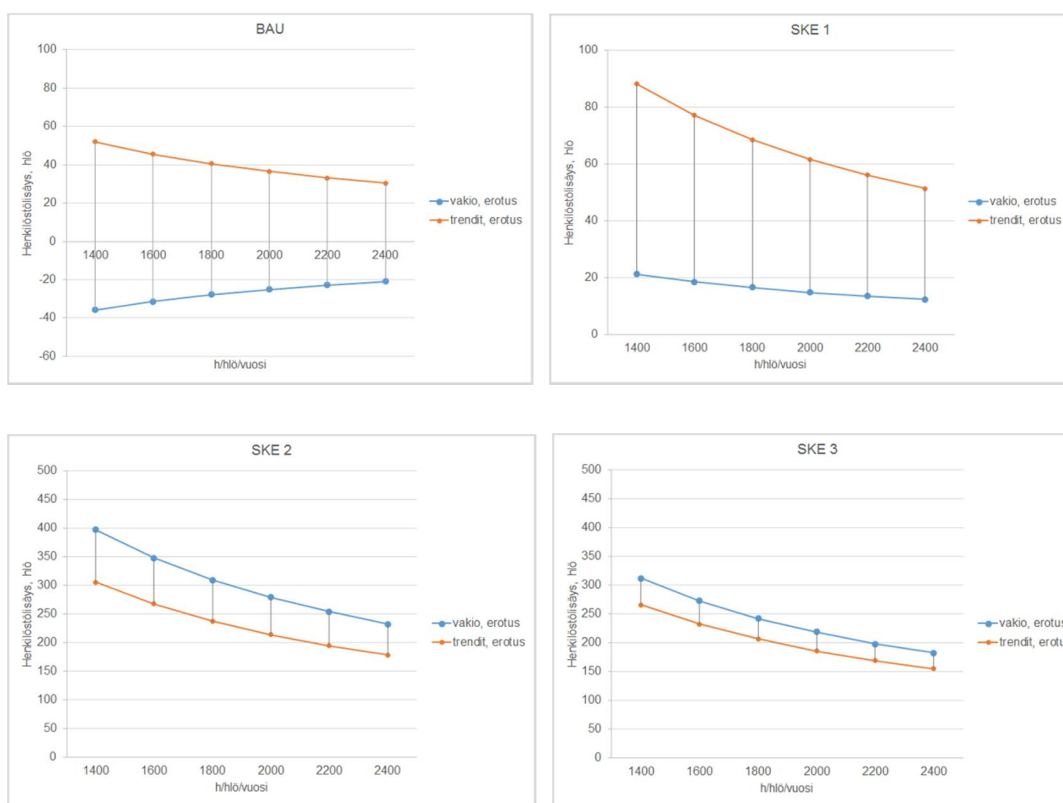 BAU
100
80
60
40
20
0
-20
-40
-60
1400 1600 1800 2000 2200 2400
Henkilöstölisäys, hlö
h/hlö/vuosi
vakio, erotus
trendit, erotus
SKE 1
100
80
60
40
20
0
1400 1600 1800 2000 2200 2400
Henkilöstölisäys, hlö
h/hlö/vuosi
vakio, erotus
trendit, erotus
SKE 2
500
450
400
350
300
250
200
150
100
50
0
1400 1600 1800 2000 2200 2400
Henkilöstölisäys, hlö
h/hlö/vuosi
vakio, erotus
trendit, erotus
SKE 3
500
450
400
350
300
250
200
150
100
50
0
1400 1600 1800 2000 2200 2400
Henkilöstölisäys, hlö
h/hlö/vuosi
vakio, erotus
trendit, erotus